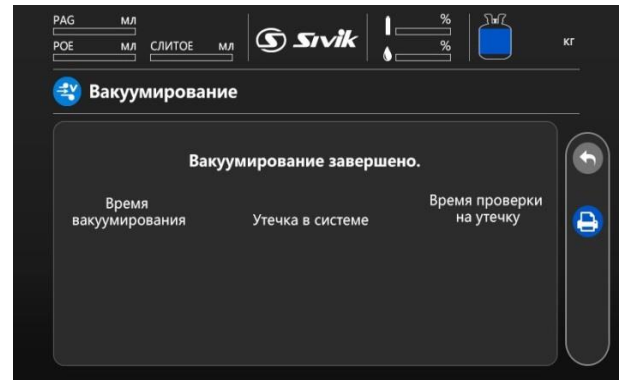 PAG МЛ
POE МЛ СЛИТОЕ МЛ
Sivik
%
%
кг
Вакуумирование
Вакуумирование завершено.
Время
вакуумирования
Утечка в системе
Время проверки
на утечку